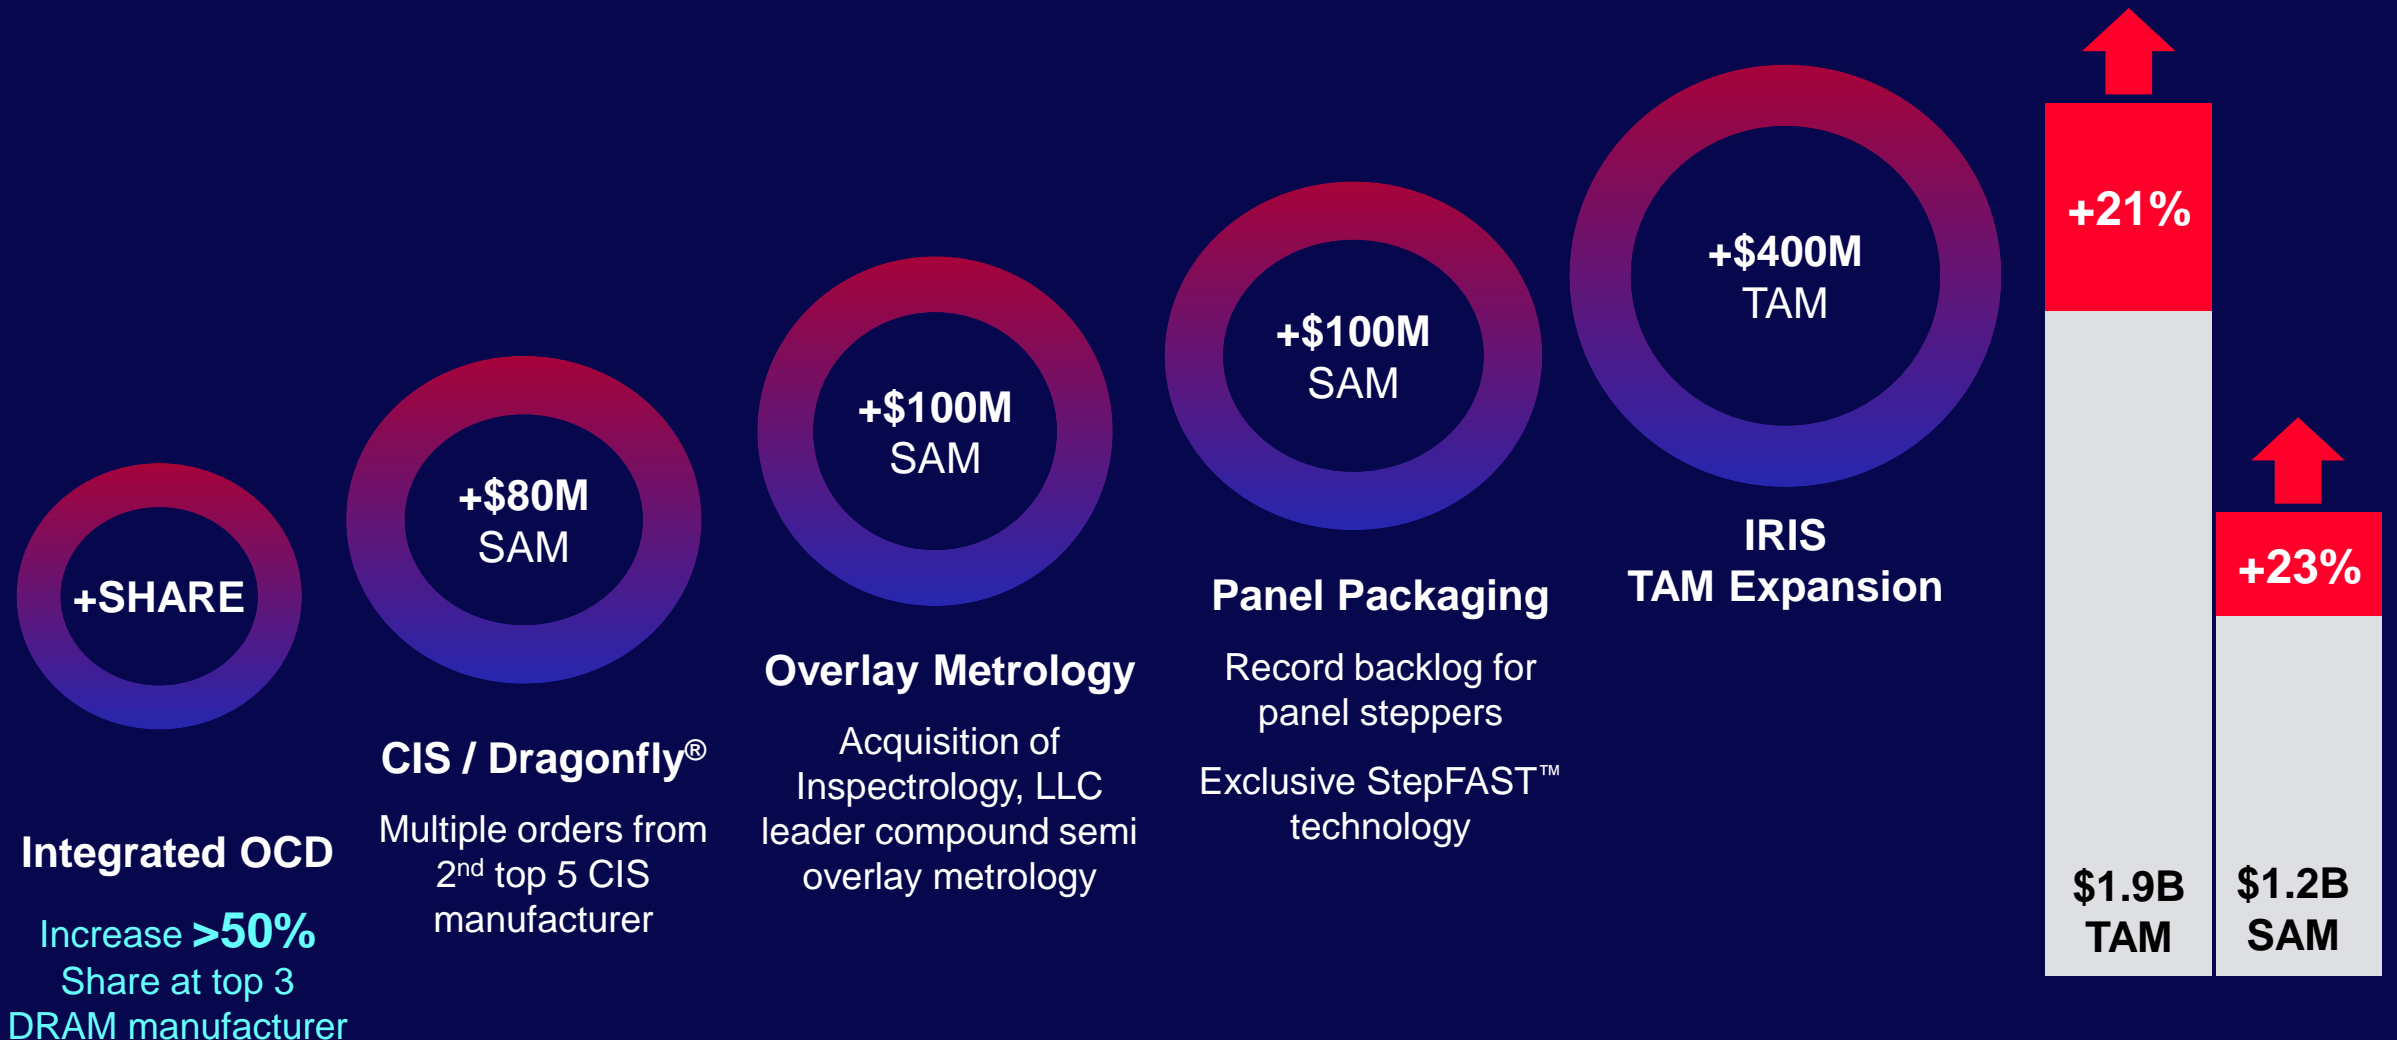 +SHARE
Integrated OCD
Increase >50%
Share at top 3
DRAM manufacturer
+$80M
SAM
CIS / Dragonfly®
Multiple orders from
2nd top 5 CIS
manufacturer
+$100M
SAM
Overlay Metrology
Acquisition of
Inspectrology, LLC
leader compound semi
overlay metrology
+$100M
SAM
Panel Packaging
Record backlog for
panel steppers
Exclusive StepFAST™
technology
+$400M
TAM
IRIS
TAM Expansion
+21%
$1.9B
TAM
+23%
$1.2B
SAM